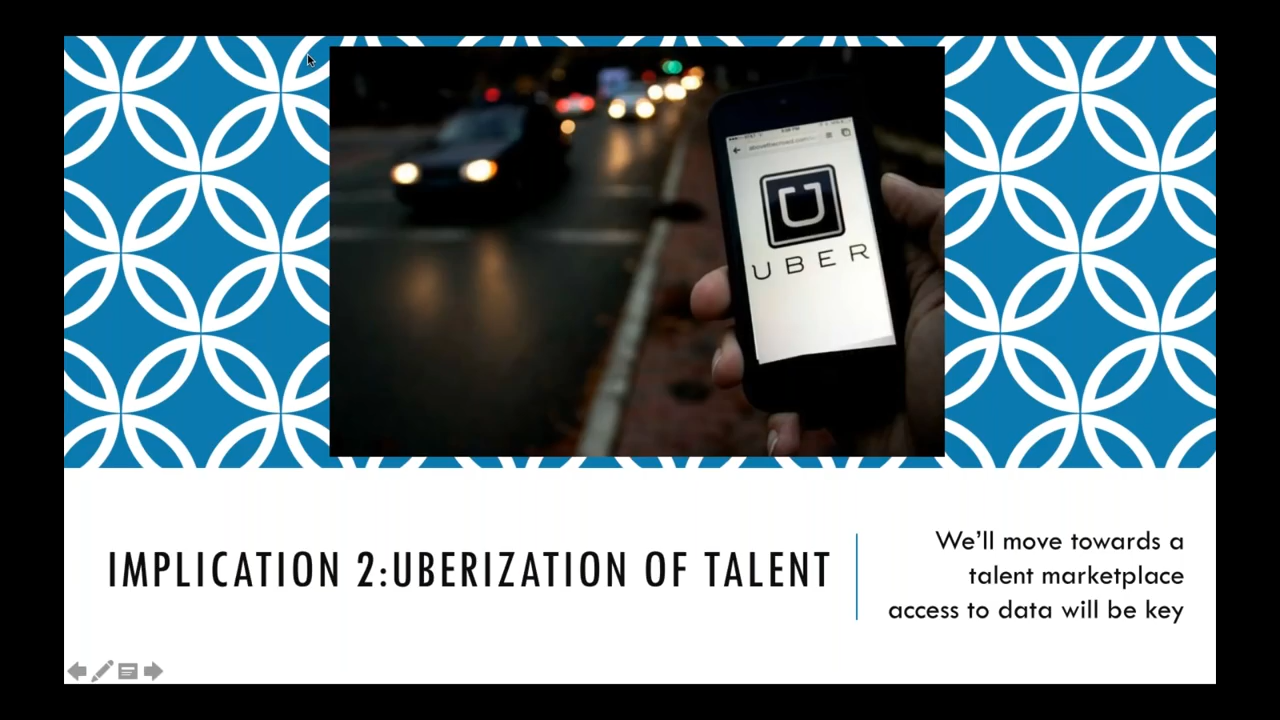 UBER
IMPLICATION 2:UBERIZATION OF TALENT
We'll move towards a
talent marketplace
access to data will be key